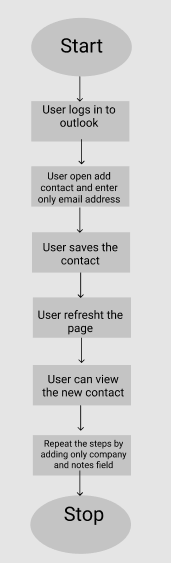 Start
User logs in to
outlook
User open add
contact and enter
only email address
User saves the
contact
User refresht the
page
User can view
the new contact
Repeat the steps by
adding only company
and notes field
Stop